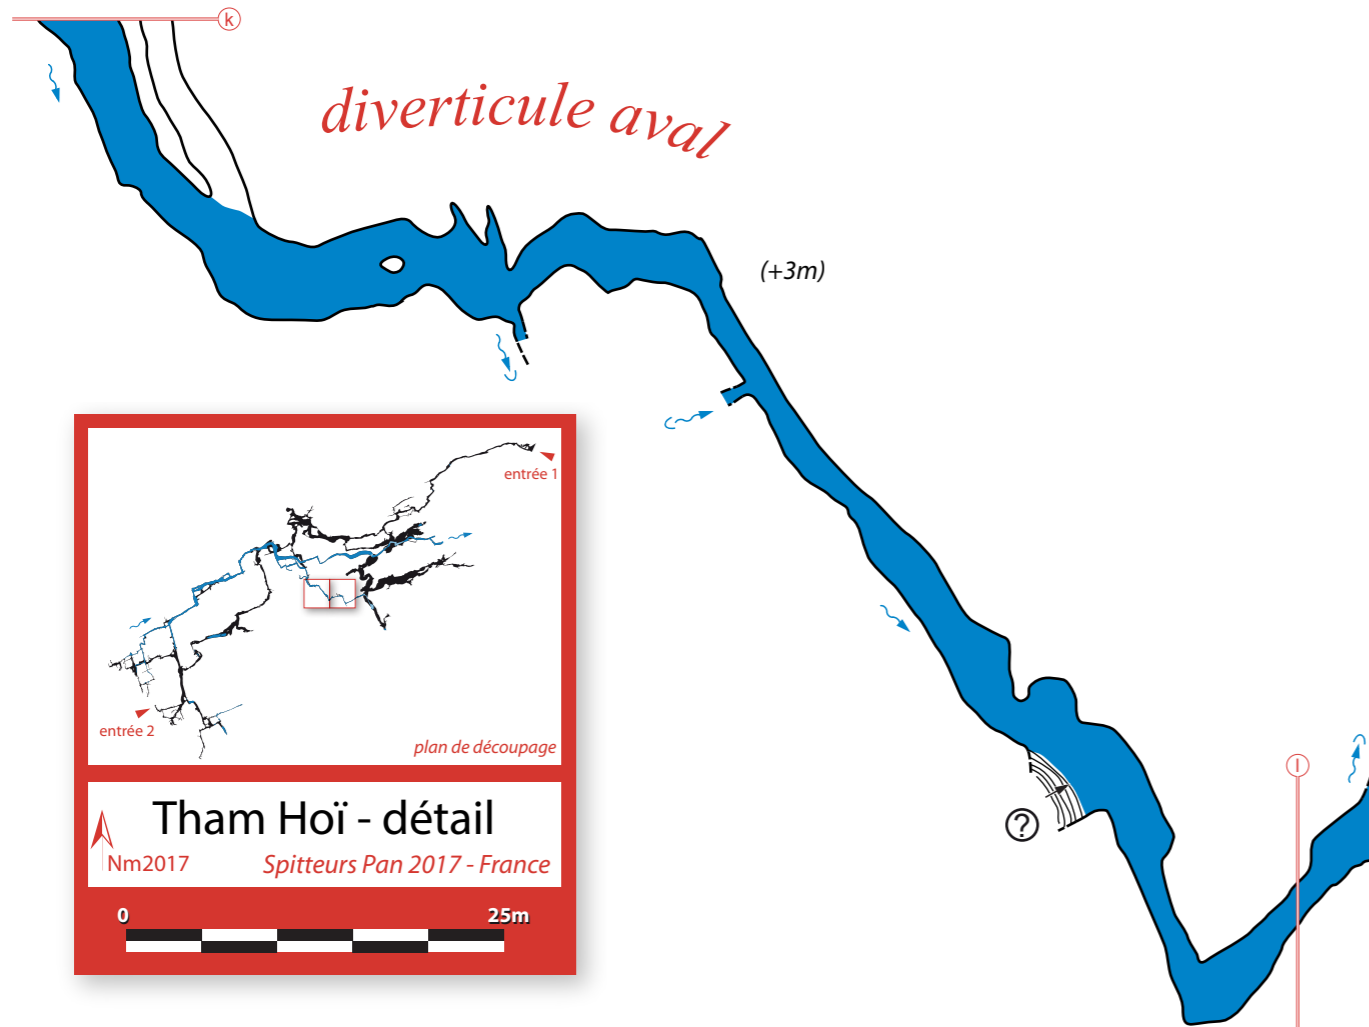 k
diverticule aval
(+3m)
entrée 1
entrée 2
plan de découpage
l
Tham Hoï - détail
?
Nm2017
Spitteurs Pan 2017 - France
0 25m